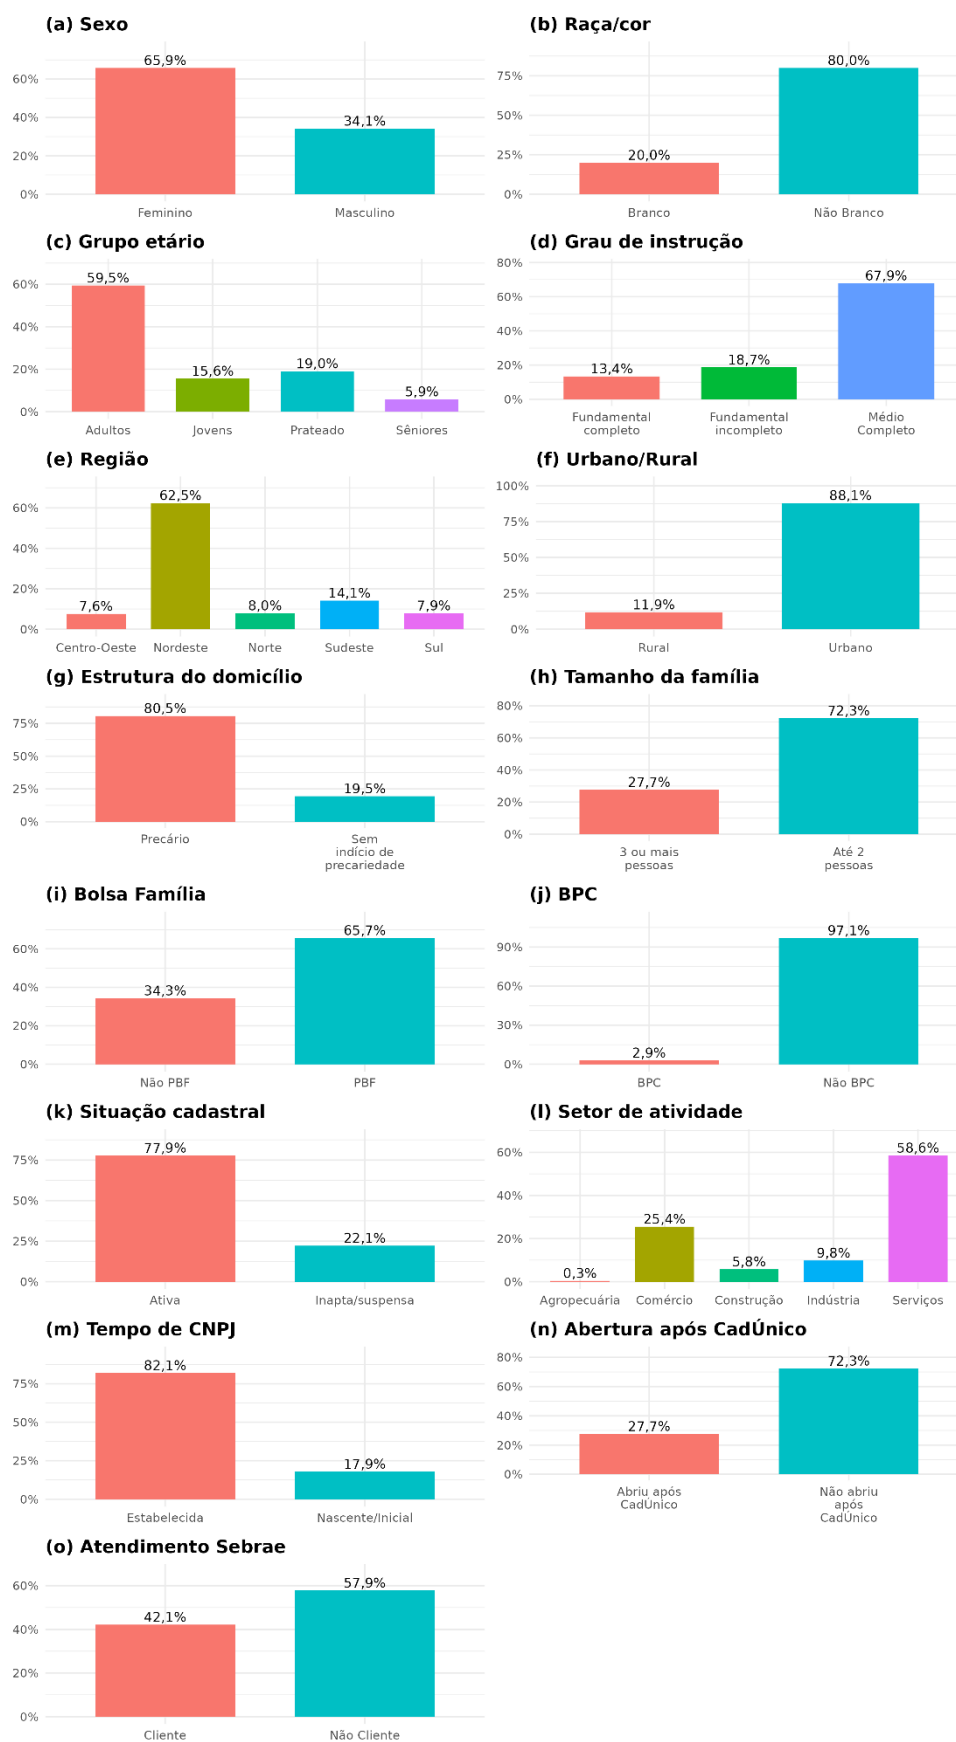 (a) Sexo
65,9%
60%
40%
34,1%
20%
0%
Feminino
Masculino
(b) Raça/cor
80,0%
75%
50%
25%
20,0%
0%
Branco
Não Branco
(c) Grupo etário
59,5%
60%
40%
20%
15,6%
19,0%
5,9%
0%
Adultos
Jovens
Prateado
Sêniores
(d) Grau de instrução
80%
67,9%
60%
40%
20%
13,4%
18,7%
0%
Fundamental
completo
Fundamental
incompleto
Médio
Completo
(e) Região
62,5%
60%
40%
20%
7,6%
8,0%
14,1%
7,9%
0%
Centro-Oeste
Nordeste
Norte
Sudeste
Sul
(f) Urbano/Rural
100%
88,1%
75%
50%
25%
11,9%
0%
Rural
Urbano
(g) Estrutura do domicílio
80,5%
75%
50%
25%
19,5%
0%
Precário
Sem
indício de
precariedade
(h) Tamanho da família
80%
72,3%
60%
40%
27,7%
20%
0%
3 ou mais
pessoas
Até 2
pessoas
(i) Bolsa Família
65,7%
60%
40%
34,3%
20%
0%
Não PBF
PBF
(j) BPC
97,1%
90%
60%
30%
2,9%
0%
BPC
Não BPC
(k) Situação cadastral
77,9%
75%
50%
25%
22,1%
0%
Ativa
Inapta/suspensa
(l) Setor de atividade
60%
58,6%
40%
25,4%
20%
0,3%
5,8%
9,8%
0%
Agropecuária
Comércio
Construção
Indústria
Serviços
(m) Tempo de CNPJ
82,1%
75%
50%
25%
17,9%
0%
Estabelecida
Nascente/Inicial
(n) Abertura após CadÚnico
80%
72,3%
60%
40%
27,7%
20%
0%
Abriu após
CadÚnico
Não abriu
após
CadÚnico
(o) Atendimento Sebrae
60%
57,9%
42,1%
40%
20%
0%
Cliente
Não Cliente